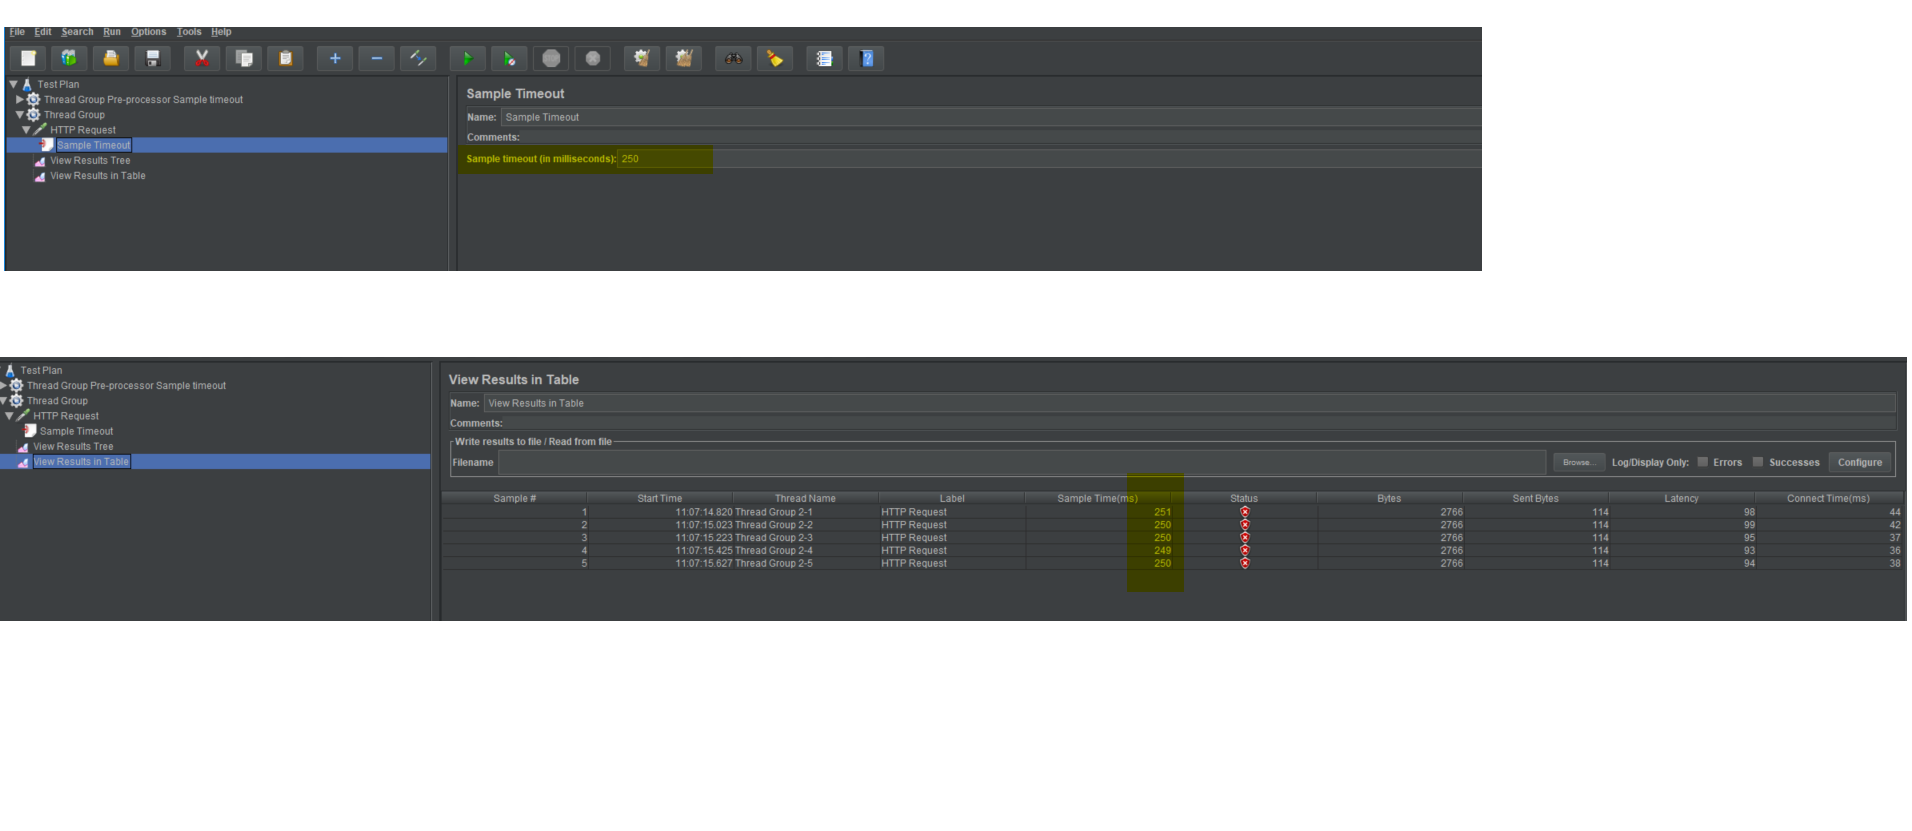 File Edit Search Run Options Tools Help
Test Plan
Thread Group Pre-processor Sample timeout
Thread Group
HTTP Request
Sample Timeout
View Results Tree
View Results in Table
Sample Timeout
Name: Sample Timeout
Comments:
Sample timeout (in milliseconds): 250
Test Plan
Thread Group Pre-processor Sample timeout
Thread Group
HTTP Request
Sample Timeout
View Results Tree
View Results in Table
View Results in Table
Name: View Results in Table
Comments:
Write results to file / Read from file
Filename Browse... Log/Display Only: Errors Successes Configure
Sample # Start Time Thread Name Label Sample Time(ms) Status Bytes Sent Bytes Latency Connect Time(ms)
1 11:07:14.820 Thread Group 2-1 HTTP Request 251 2766 114 98 44
2 11:07:15.023 Thread Group 2-2 HTTP Request 250 2766 114 99 42
3 11:07:15.223 Thread Group 2-3 HTTP Request 250 2766 114 95 37
4 11:07:15.425 Thread Group 2-4 HTTP Request 249 2766 114 93 36
5 11:07:15.627 Thread Group 2-5 HTTP Request 250 2766 114 94 38